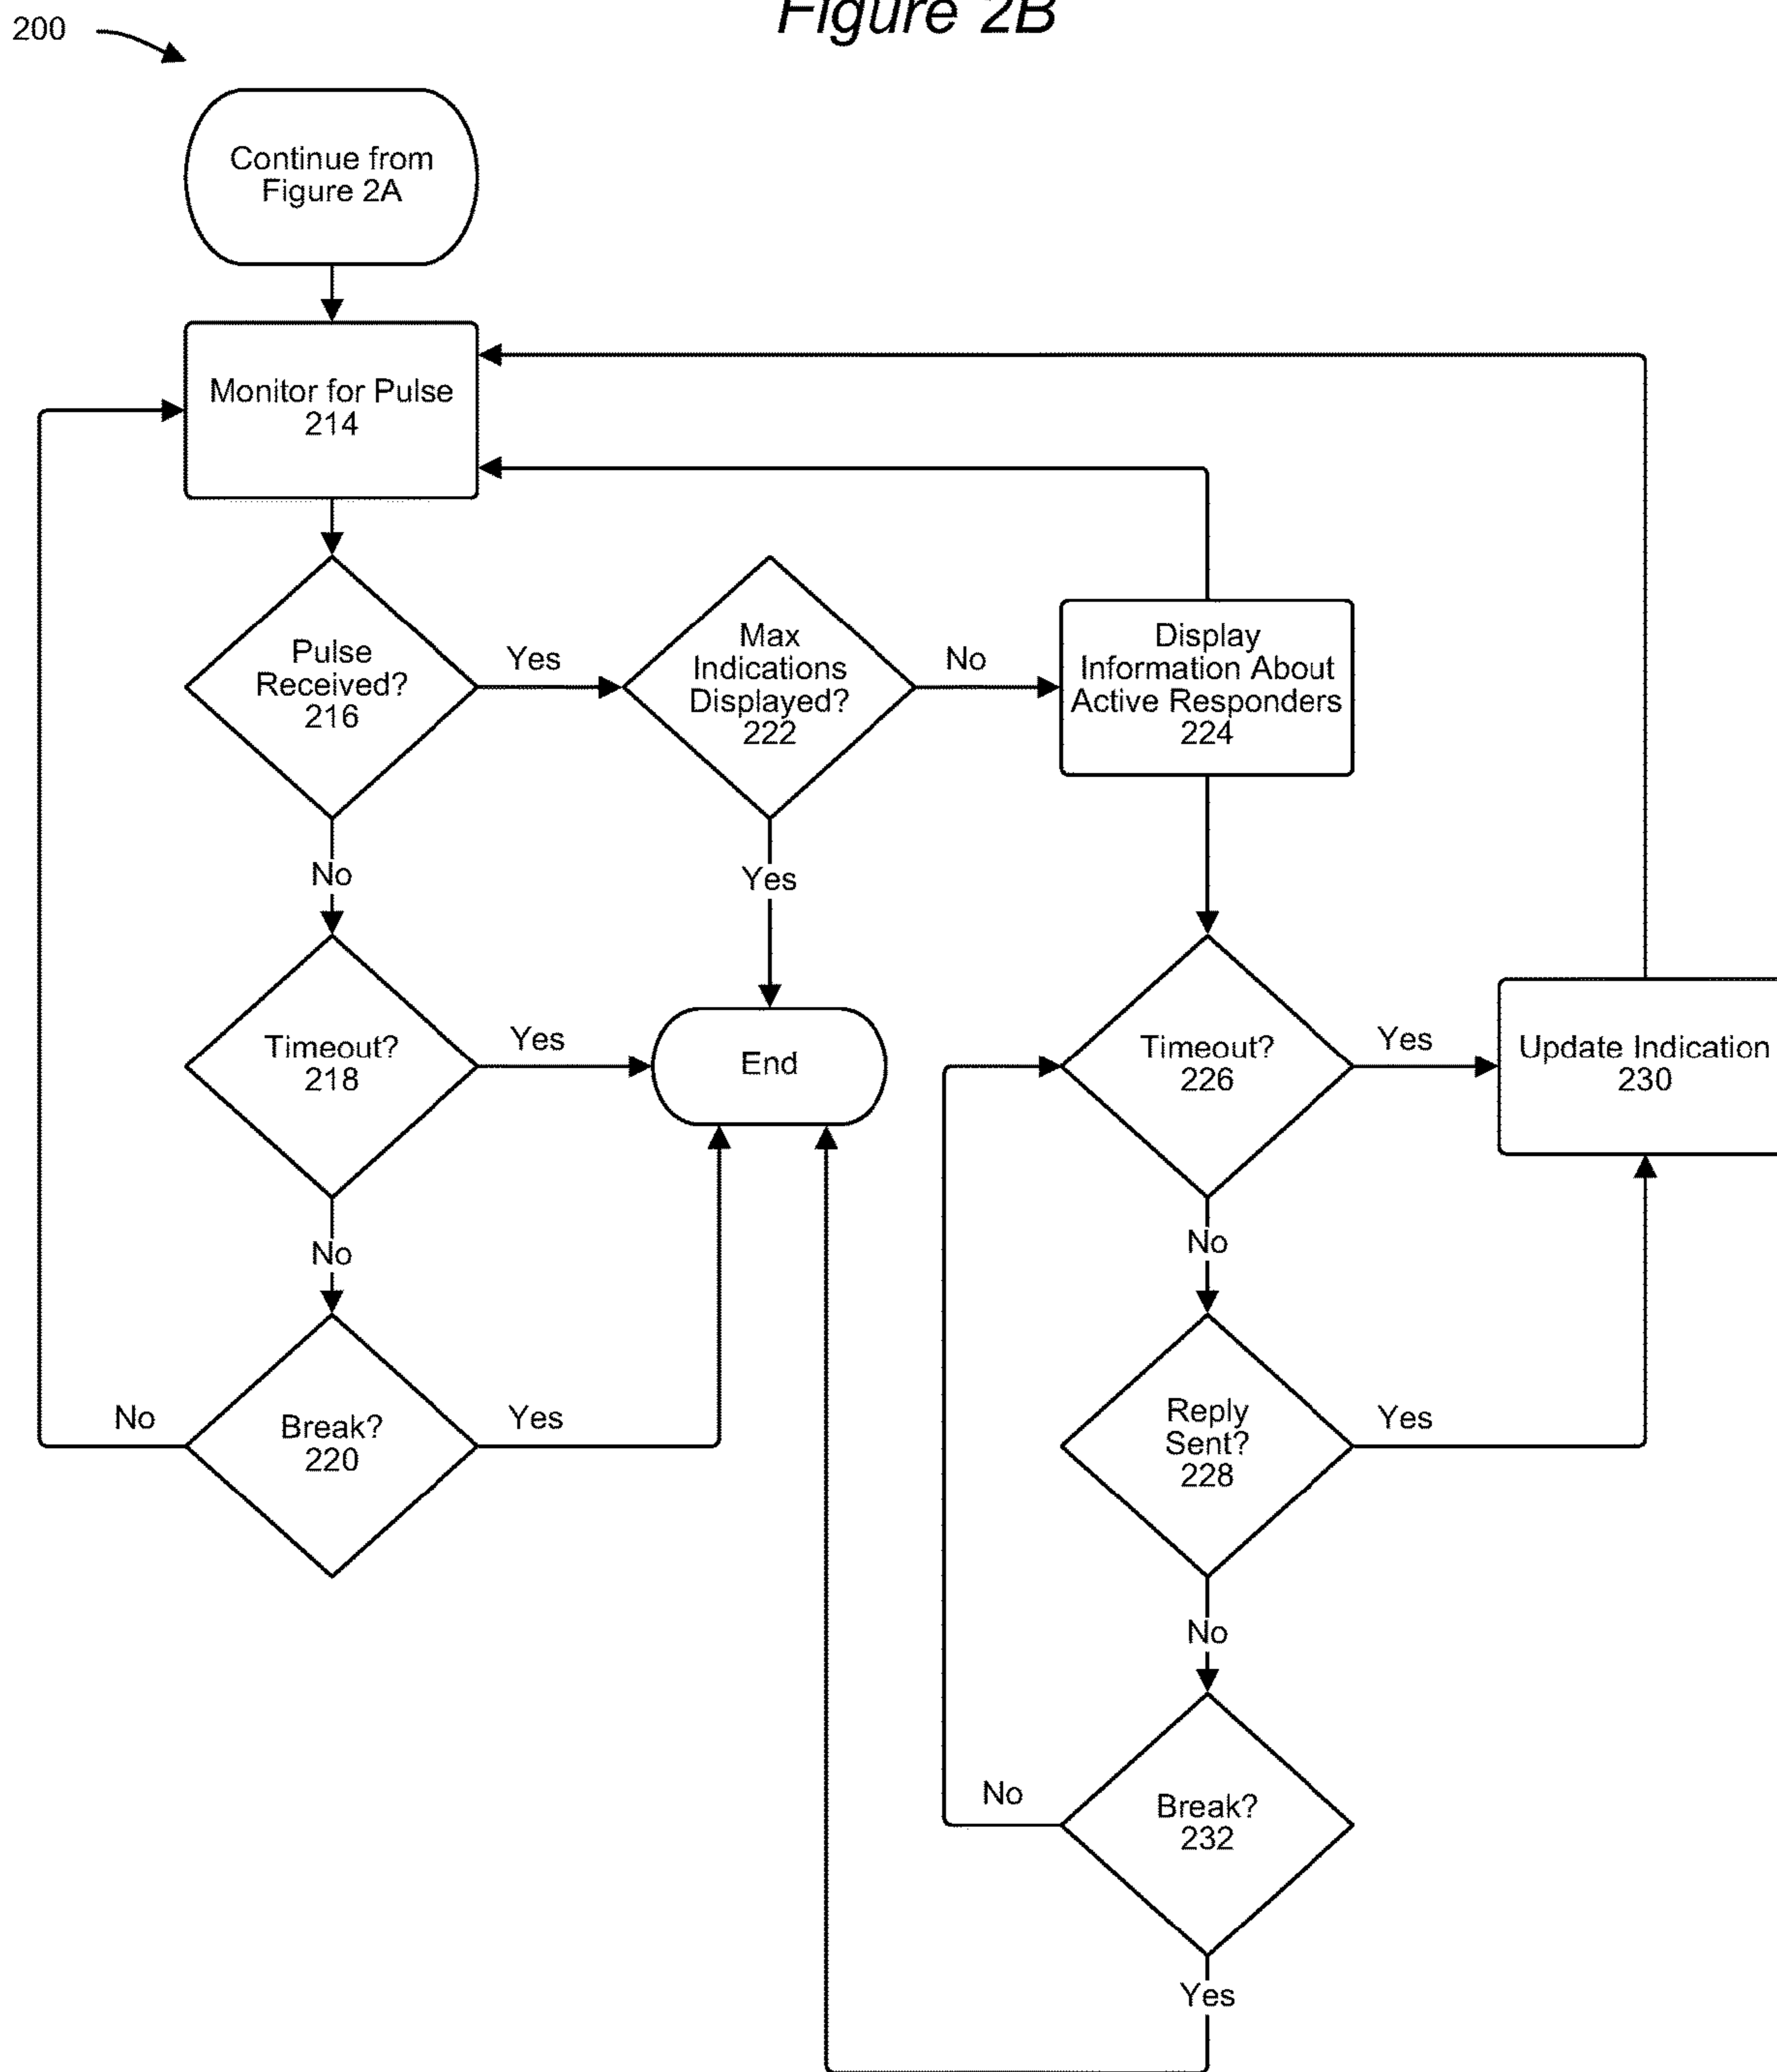 Figure 2B
200
Continue from
Figure 2A
Monitor for Pulse
214
Pulse
Received?
216
Yes
Max
Indications
Displayed?
222
No
Display
Information About
Active Responders
224
No
Yes
Timeout?
218
Yes
End
Timeout?
226
Yes
Update Indication
230
No
No
No
Break?
220
Yes
Reply
Sent?
228
Yes
No
No
Break?
232
Yes